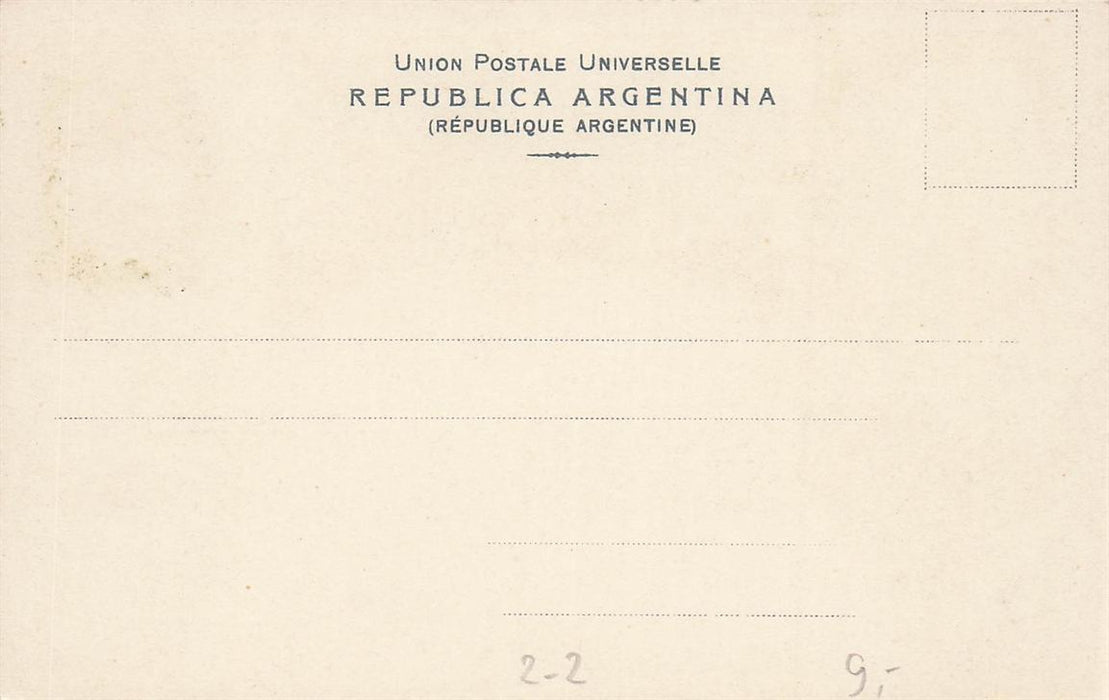 UNION POSTALE UNIVERSELLE
REPUBLICA ARGENTINA
(RÉPUBLIQUE ARGENTINE)
2-2 9,-